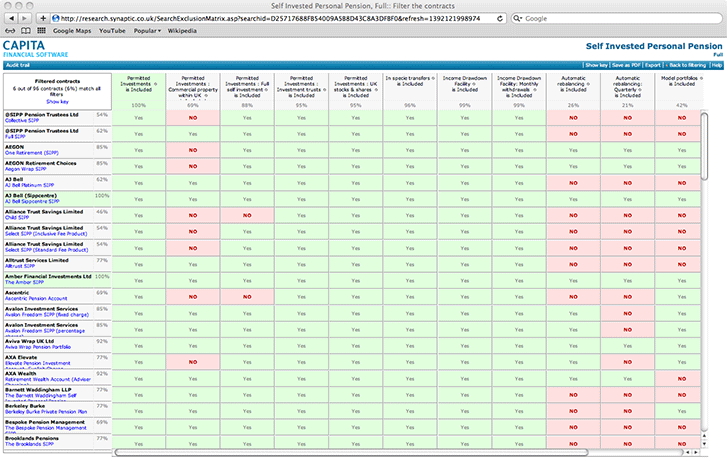 Self Invested Personal Pension, Full:: Filter the contracts
http://research.synaptic.co.uk/SearchExclusionMatrix.asp?searchid=D25717688FB54009A5B8D43C8A3DFBF0&refresh=1392121998974
Google
Google Maps YouTube Popular Wikipedia
CAPITA
FINANCIAL SOFTWARE
Self Invested Personal Pension
Full
Audit trail
Show key | Save as PDF | Export | Back to filtering | Help
Filtered contracts
6 out of 96 contracts (6%) match all filters
Show key
Permitted Investments is Included 100%
Permitted Investments : Commercial property within UK 69%
Permitted Investments : Full self investment is Included 88%
Permitted Investments : Investment trusts is Included 95%
Permitted Investments : UK stocks & shares is Included 95%
In specie transfers is Included 96%
Income Drawdown Facility is Included 99%
Income Drawdown Facility: Monthly withdrawals is Included 99%
Automatic rebalancing is Included 26%
Automatic rebalancing: Quarterly is Included 21%
Model portfolios is Included 42%
@SIPP Pension Trustees Ltd 54%
Collective SIPP
Yes NO Yes Yes Yes Yes Yes Yes NO NO NO
@SIPP Pension Trustees Ltd 62%
Full SIPP
Yes Yes Yes Yes Yes Yes Yes Yes NO NO NO
AEGON 85%
One Retirement (SIPP)
Yes NO Yes Yes Yes Yes Yes Yes Yes Yes Yes
AEGON Retirement Choices 85%
Aegon Wrap SIPP
Yes NO Yes Yes Yes Yes Yes Yes Yes Yes Yes
AJ Bell 62%
AJ Bell Platinum SIPP
Yes Yes Yes Yes Yes Yes Yes Yes NO NO NO
AJ Bell (Sippcentre) 100%
AJ Bell Sippcentre SIPP
Yes Yes Yes Yes Yes Yes Yes Yes Yes Yes Yes
Alliance Trust Savings Limited 46%
Child SIPP
Yes NO NO Yes Yes Yes Yes Yes NO NO NO
Alliance Trust Savings Limited 54%
Select SIPP (Inclusive Fee Product)
Yes NO Yes Yes Yes Yes Yes Yes NO NO NO
Alliance Trust Savings Limited 54%
Select SIPP (Standard Fee Product)
Yes NO Yes Yes Yes Yes Yes Yes NO NO NO
Alltrust Services Limited 77%
Alltrust SIPP
Yes Yes Yes Yes Yes Yes Yes Yes NO NO NO
Amber Financial Investments Ltd 100%
The Amber SIPP
Yes Yes Yes Yes Yes Yes Yes Yes Yes Yes Yes
Ascentric 69%
Ascentric Pension Account
Yes NO NO Yes Yes Yes Yes Yes Yes NO Yes
Avalon Investment Services 85%
Avalon Freedom SIPP (fixed charge)
Yes Yes Yes Yes Yes Yes Yes Yes Yes NO Yes
Avalon Investment Services 85%
Avalon Freedom SIPP (percentage
Yes Yes Yes Yes Yes Yes Yes Yes Yes NO Yes
Aviva Wrap UK Ltd 92%
Aviva Wrap Pension Portfolio
Yes Yes Yes Yes Yes Yes Yes Yes Yes NO Yes
AXA Elevate 77%
Elevate Pension Investment
Yes NO Yes Yes Yes Yes Yes Yes Yes NO Yes
AXA Wealth 92%
Retirement Wealth Account (Adviser
Yes Yes Yes Yes Yes Yes Yes Yes Yes Yes NO
Barnett Waddingham LLP 77%
The Barnett Waddingham Self
Yes Yes Yes Yes Yes Yes Yes Yes NO NO NO
Berkeley Burke 77%
Berkeley Burke Private Pension Plan
Yes Yes Yes Yes Yes Yes Yes Yes NO NO Yes
Bespoke Pension Management 69%
The Bespoke Pension Management
Yes Yes Yes Yes Yes Yes Yes Yes NO NO NO
Brooklands Pensions 77%
The Brooklands SIPP
Yes Yes Yes Yes Yes Yes Yes Yes NO NO NO